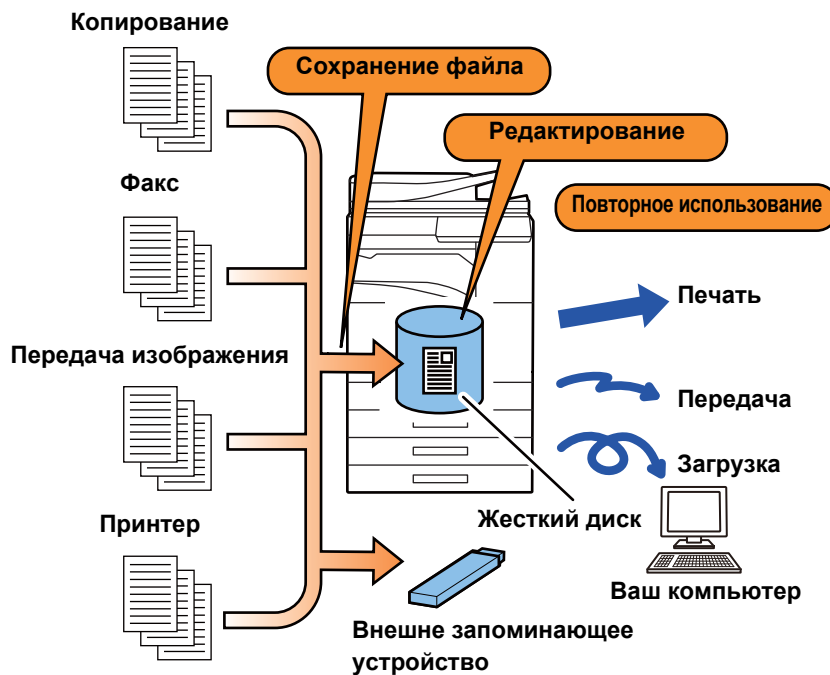 Копирование
Сохранение файла
Редактирование
Факс
Повторное использование
Печать
Передача изображения
Передача
Загрузка
Принтер
Жесткий диск
Ваш компьютер
Внешне запоминающее
устройство